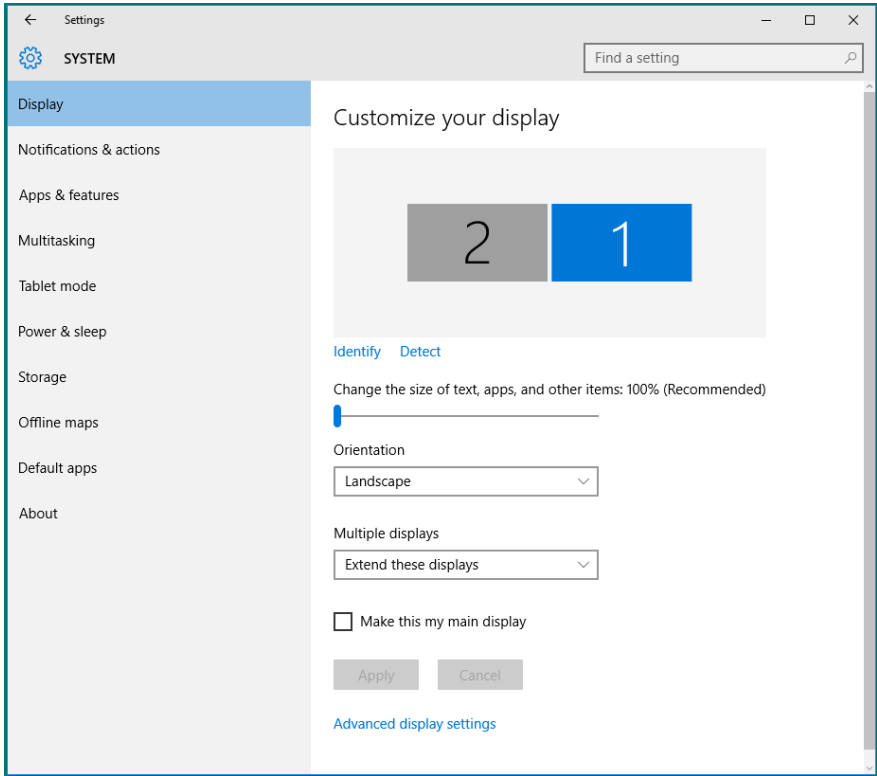 Settings
SYSTEM
Find a setting
Display
Notifications & actions
Apps & features
Multitasking
Tablet mode
Power & sleep
Storage
Offline maps
Default apps
About
Customize your display
2 1
Identify Detect
Change the size of text, apps, and other items: 100% (Recommended)
Orientation
Landscape
Multiple displays
Extend these displays
Make this my main display
Apply Cancel
Advanced display settings